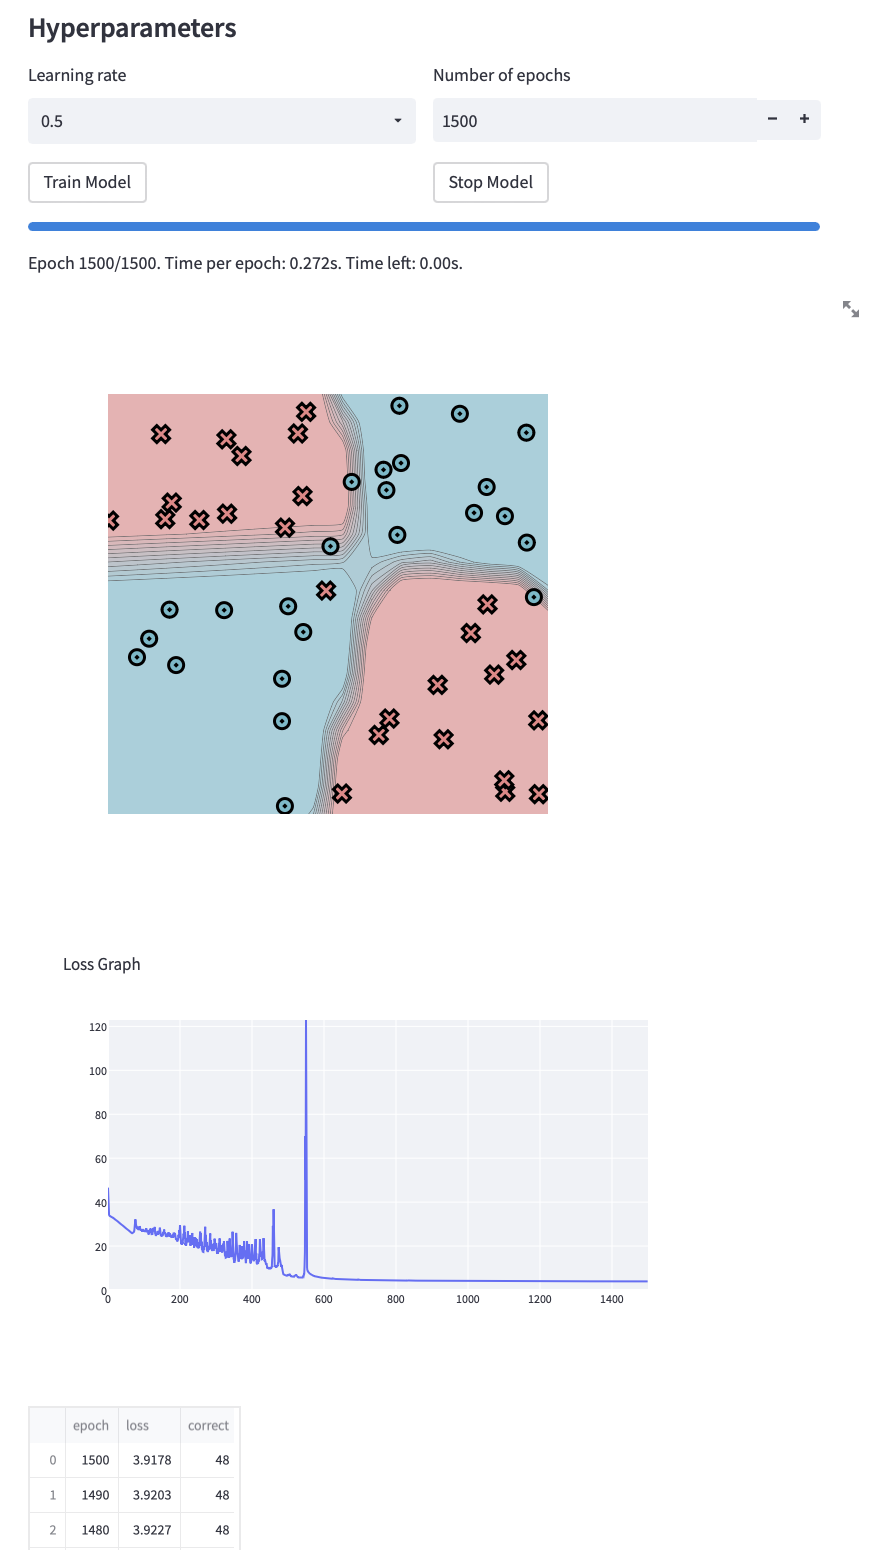 Hyperparameters
Learning rate Number of epochs
0.5 1500 − +
Train Model Stop Model
Epoch 1500/1500. Time per epoch: 0.272s. Time left: 0.00s.
Loss Graph
120
100
80
60
40
20
0
0 200 400 600 800 1000 1200 1400
epoch loss correct
0 1500 3.9178 48
1 1490 3.9203 48
2 1480 3.9227 48